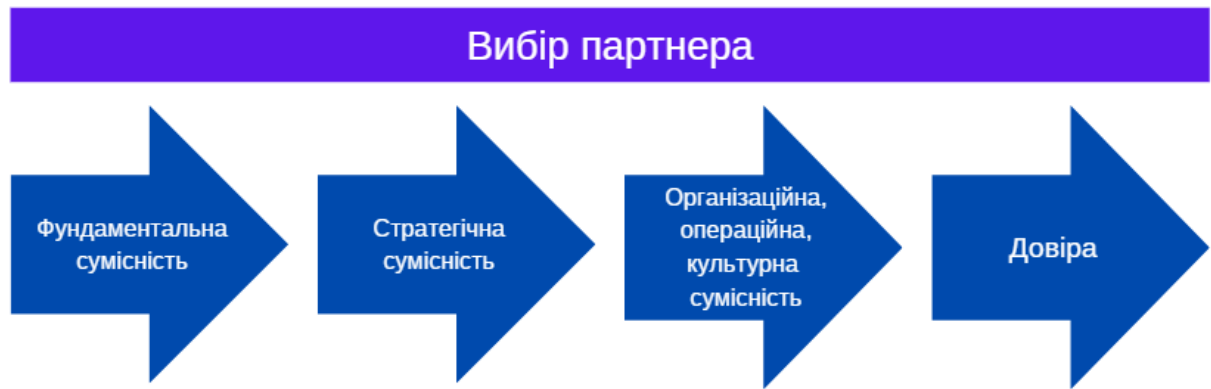 Вибір партнера
Фундаментальна
сумісність
Стратегічна
сумісність
Організаційна,
операційна,
культурна
сумісність
Довіра